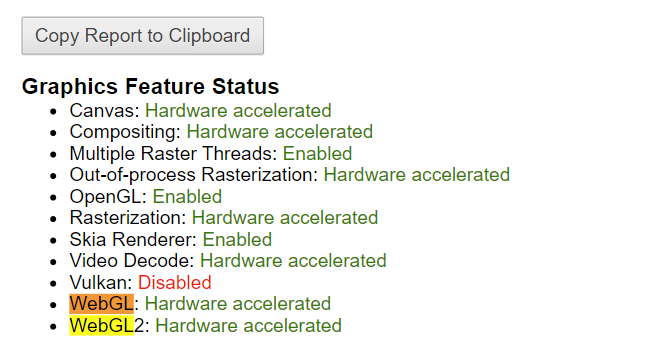 Copy Report to Clipboard
Graphics Feature Status
Canvas: Hardware accelerated
Compositing: Hardware accelerated
Multiple Raster Threads: Enabled
Out-of-process Rasterization: Hardware accelerated
OpenGL: Enabled
Rasterization: Hardware accelerated
Skia Renderer: Enabled
Video Decode: Hardware accelerated
Vulkan: Disabled
WebGL: Hardware accelerated
WebGL2: Hardware accelerated